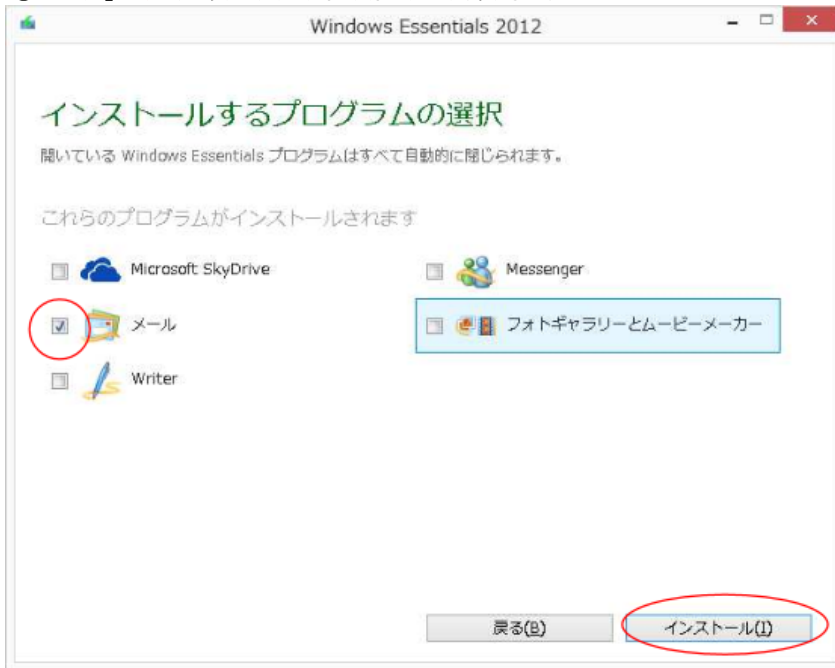 Windows Essentials 2012
インストールするプログラムの選択
開いている Windows Essentials プログラムはすべて自動的に閉じられます。
これらのプログラムがインストールされます
Microsoft SkyDrive
Messenger
メール
フォトギャラリーとムービーメーカー
Writer
戻る(B)
インストール(I)